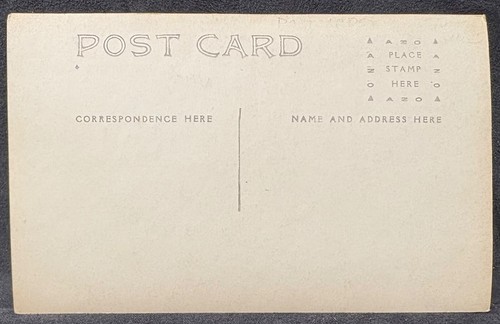 POST CARD
AZO
PLACE
STAMP
HERE
AZO
CORRESPONDENCE HERE
NAME AND ADDRESS HERE